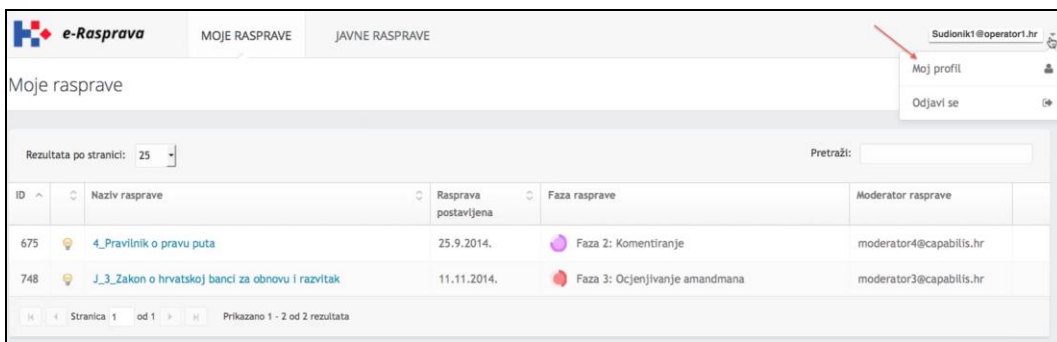 e-Rasprava MOJE RASPRAVE JAVNE RASPRAVE Sudionik1@operator1.hr
Moj profil
Odjavi se
Moje rasprave
Rezultata po stranici: 25 Pretraži:
ID Naziv rasprave Rasprava postavljena Faza rasprave Moderator rasprave
675 4_Pravilnik o pravu puta 25.9.2014. Faza 2: Komentiranje moderator4@capabilis.hr
748 J_3_Zakon o hrvatskoj banci za obnovu i razvitak 11.11.2014. Faza 3: Ocjenjivanje amandmana moderator3@capabilis.hr
Stranica 1 od 1 Prikazano 1 - 2 od 2 rezultata